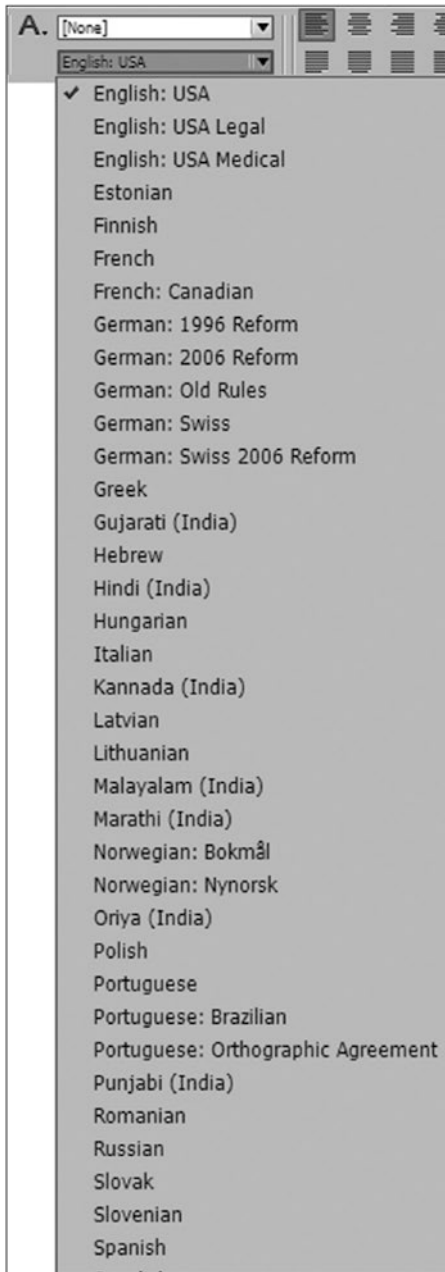 A. [None]
English: USA
✔ English: USA
English: USA Legal
English: USA Medical
Estonian
Finnish
French
French: Canadian
German: 1996 Reform
German: 2006 Reform
German: Old Rules
German: Swiss
German: Swiss 2006 Reform
Greek
Gujarati (India)
Hebrew
Hindi (India)
Hungarian
Italian
Kannada (India)
Latvian
Lithuanian
Malayalam (India)
Marathi (India)
Norwegian: Bokmål
Norwegian: Nynorsk
Oriya (India)
Polish
Portuguese
Portuguese: Brazilian
Portuguese: Orthographic Agreement
Punjabi (India)
Romanian
Russian
Slovak
Slovenian
Spanish